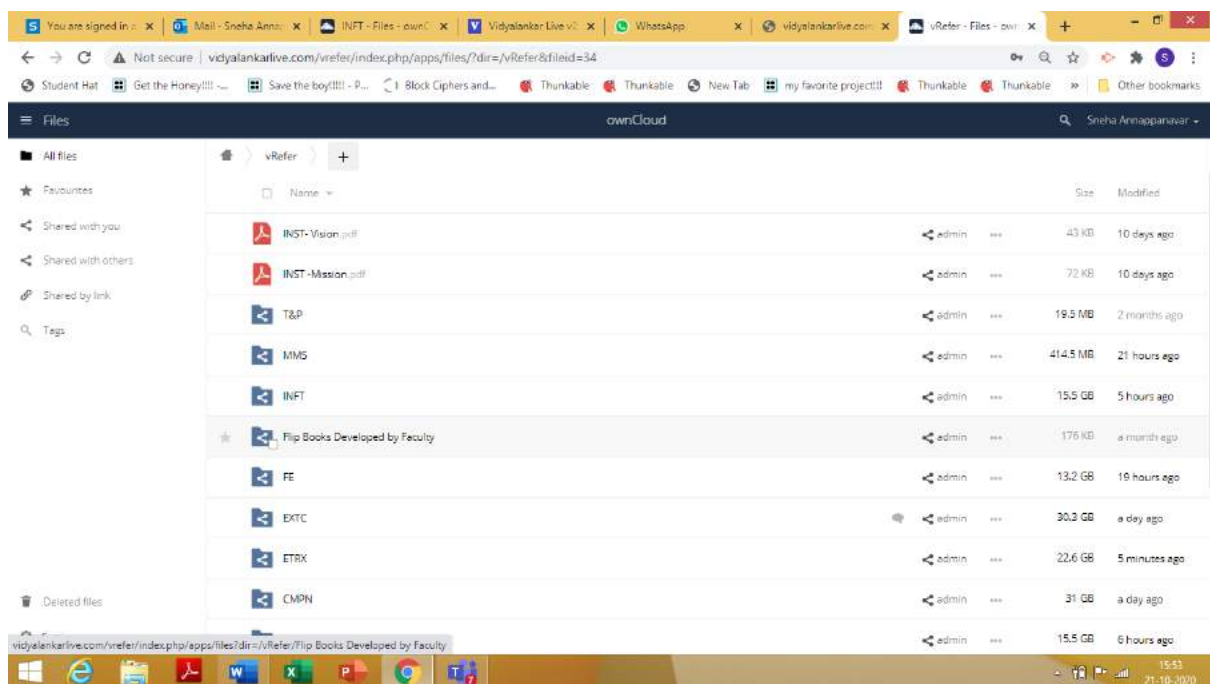 You are signed in a
Mail - Sneha Anna
INFT - Files - ownC
Vidyalankar Live v2
WhatsApp
vidyalankarlive.com
vRefer - Files - own
Not secure vidyalankarlive.com/vrefer/index.php/apps/files/?dir=/vRefer&fileid=34
Student Hat Get the Honey!!!! -... Save the boy!!!!! - P... Block Ciphers and... Thunkable Thunkable New Tab my favorite project!!! Thunkable Thunkable » Other bookmarks
Files ownCloud Sneha Annappanavar
All files vRefer +
Favourites Name Size Modified
Shared with you INST- Vision.pdf admin ... 43 KB 10 days ago
Shared with others INST -Mission.pdf admin ... 72 KB 10 days ago
Shared by link
Tags T&P admin ... 19.5 MB 2 months ago
MMS admin ... 414.5 MB 21 hours ago
INFT admin ... 15.5 GB 5 hours ago
Flip Books Developed by Faculty admin ... 176 KB a month ago
FE admin ... 13.2 GB 19 hours ago
EXTC admin ... 30.3 GB a day ago
ETRX admin ... 22.6 GB 5 minutes ago
Deleted files CMPN admin ... 31 GB a day ago
admin ... 15.5 GB 6 hours ago
vidyalankarlive.com/vrefer/index.php/apps/files?dir=/vRefer/Flip Books Developed by Faculty
15:53
21-10-2020